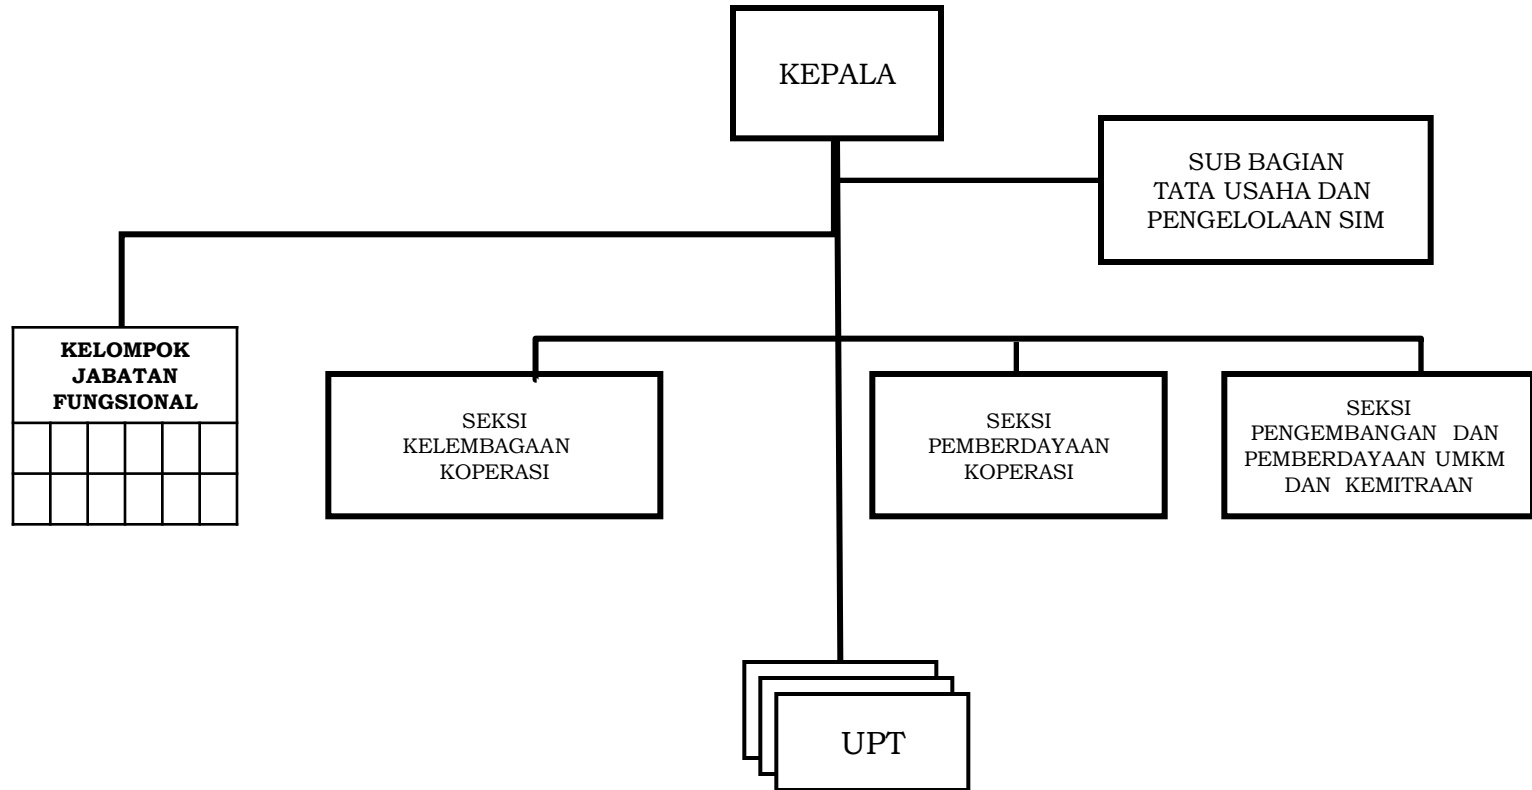 KEPALA
SUB BAGIAN
TATA USAHA DAN
PENGELOLAAN SIM
KELOMPOK
JABATAN
FUNGSIONAL
SEKSI
KELEMBAGAAN
KOPERASI
SEKSI
PEMBERDAYAAN
KOPERASI
SEKSI
PENGEMBANGAN DAN
PEMBERDAYAAN UMKM
DAN KEMITRAAN
UPT